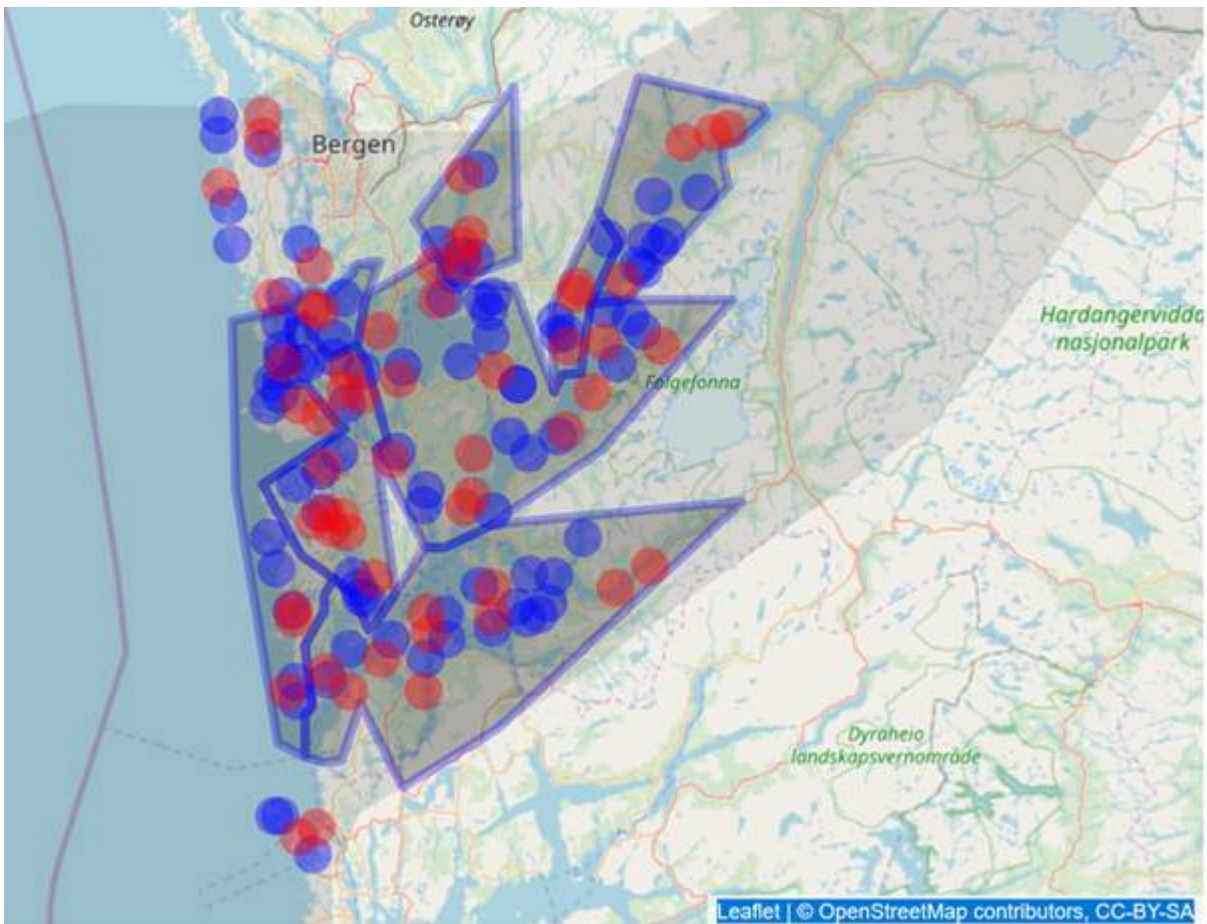 Osterøy
Bergen
Hardangervidda
nasjonalpark
Folgefonna
Dyraheio
landskapsvernområde
Leaflet | © OpenStreetMap contributors, CC-BY-SA